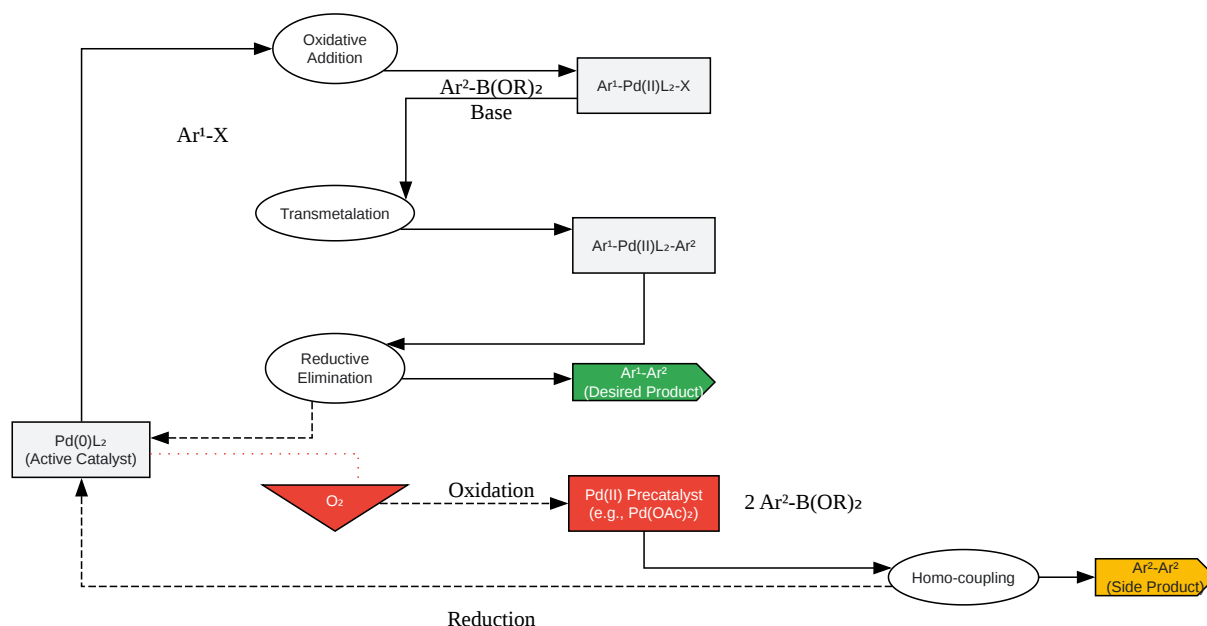 Oxidative
Addition
Ar¹-Pd(II)L₂-X
Ar²-B(OR)₂
Base
Ar¹-X
Transmetalation
Ar¹-Pd(II)L₂-Ar²
Reductive
Elimination
Ar¹-Ar²
(Desired Product)
Pd(0)L₂
(Active Catalyst)
O₂
Oxidation
Pd(II) Precatalyst
(e.g., Pd(OAc)₂)
2 Ar²-B(OR)₂
Homo-coupling
Ar²-Ar²
(Side Product)
Reduction